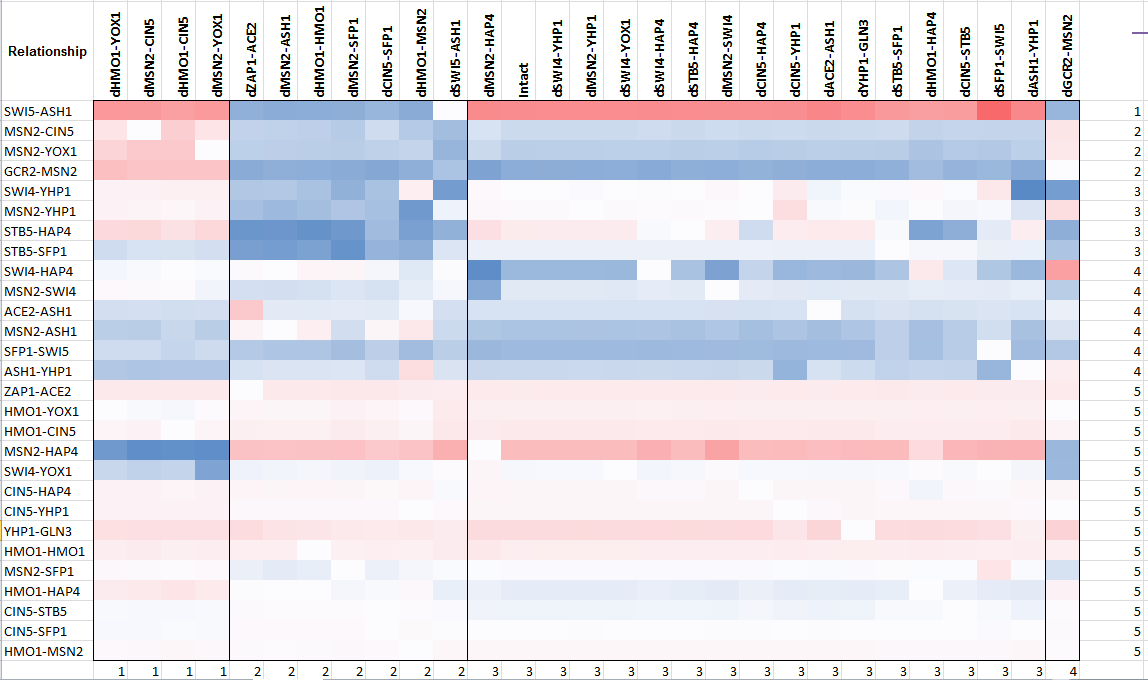 Relationship dHMO1-YOX1 dMSN2-CIN5 dHMO1-CIN5 dMSN2-YOX1 dZAP1-ACE2 dMSN2-ASH1 dHMO1-HMO1 dMSN2-SFP1 dCIN5-SFP1 dHMO1-MSN2 dSWI5-ASH1 dMSN2-HAP4 Intact dSWI4-YHP1 dMSN2-YHP1 dSWI4-YOX1 dSWI4-HAP4 dSTB5-HAP4 dMSN2-SWI4 dCIN5-HAP4 dCIN5-YHP1 dACE2-ASH1 dYHP1-GLN3 dSTB5-SFP1 dHMO1-HAP4 dCIN5-STB5 dSFP1-SWI5 dASH1-YHP1 dGCR2-MSN2
SWI5-ASH1 1
MSN2-CIN5 2
MSN2-YOX1 2
GCR2-MSN2 2
SWI4-YHP1 3
MSN2-YHP1 3
STB5-HAP4 3
STB5-SFP1 3
SWI4-HAP4 4
MSN2-SWI4 4
ACE2-ASH1 4
MSN2-ASH1 4
SFP1-SWI5 4
ASH1-YHP1 4
ZAP1-ACE2 5
HMO1-YOX1 5
HMO1-CIN5 5
MSN2-HAP4 5
SWI4-YOX1 5
CIN5-HAP4 5
CIN5-YHP1 5
YHP1-GLN3 5
HMO1-HMO1 5
MSN2-SFP1 5
HMO1-HAP4 5
CIN5-STB5 5
CIN5-SFP1 5
HMO1-MSN2 5
1 1 1 1 2 2 2 2 2 2 2 3 3 3 3 3 3 3 3 3 3 3 3 3 3 3 3 3 4